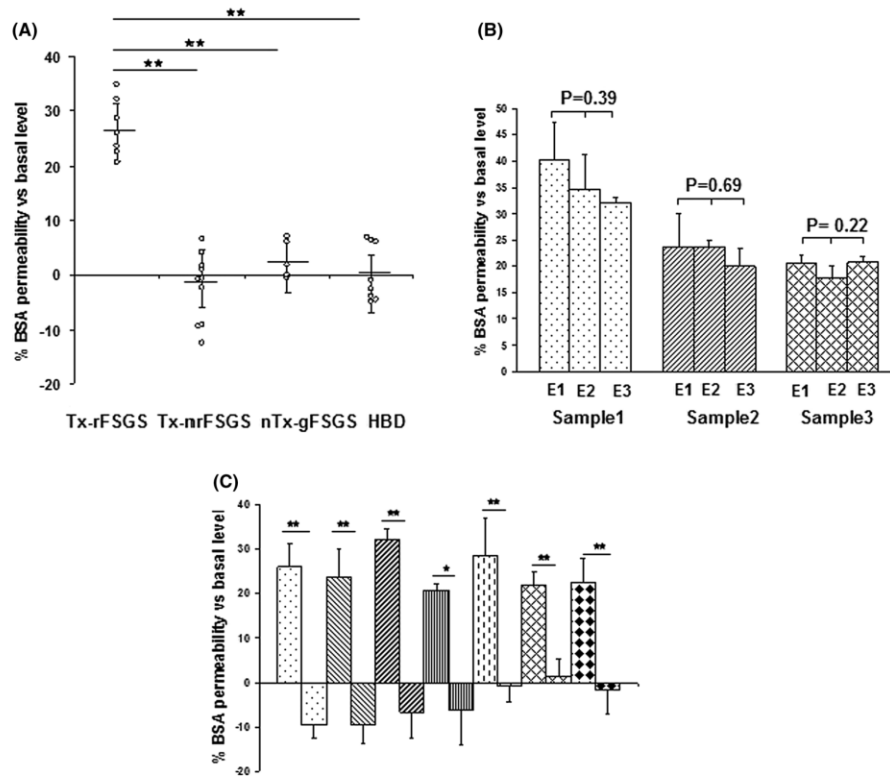 (A)
% BSA permeability vs basal level
40
30
20
10
0
-10
-20
**
**
**
Tx-rFSGS Tx-nrFSGS nTx-gFSGS HBD
(B)
% BSA permeability vs basal level
50
45
40
35
30
25
20
15
10
5
0
P=0.39
P=0.69
P= 0.22
E1 E2 E3 E1 E2 E3 E1 E2 E3
Sample1 Sample2 Sample3
(C)
% BSA permeability vs basal level
40
30
20
10
0
-10
-20
** ** ** * ** ** **